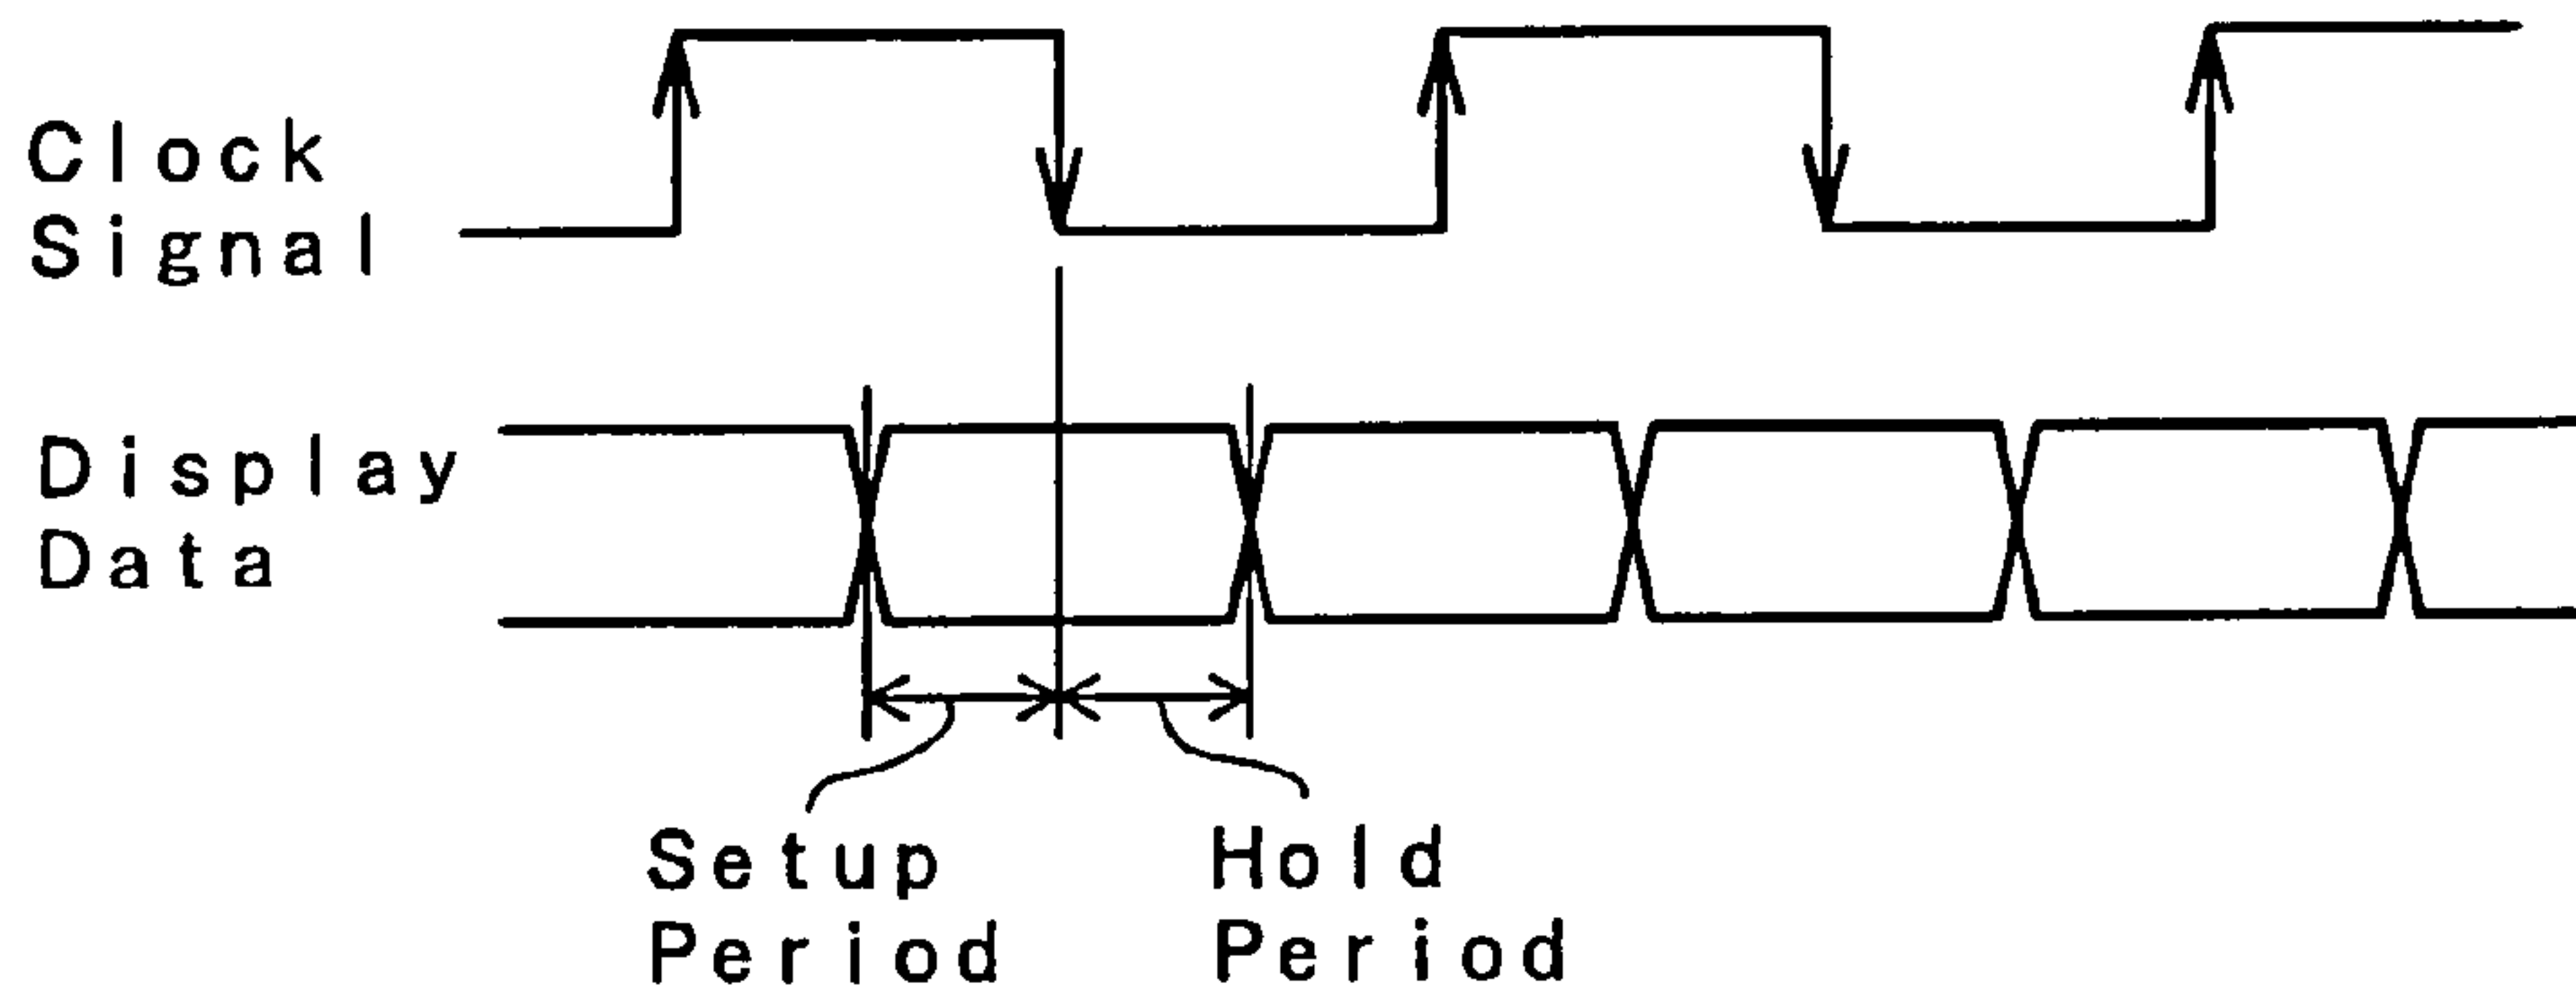 Clock
Signal
Display
Data
Setup
Period
Hold
Period